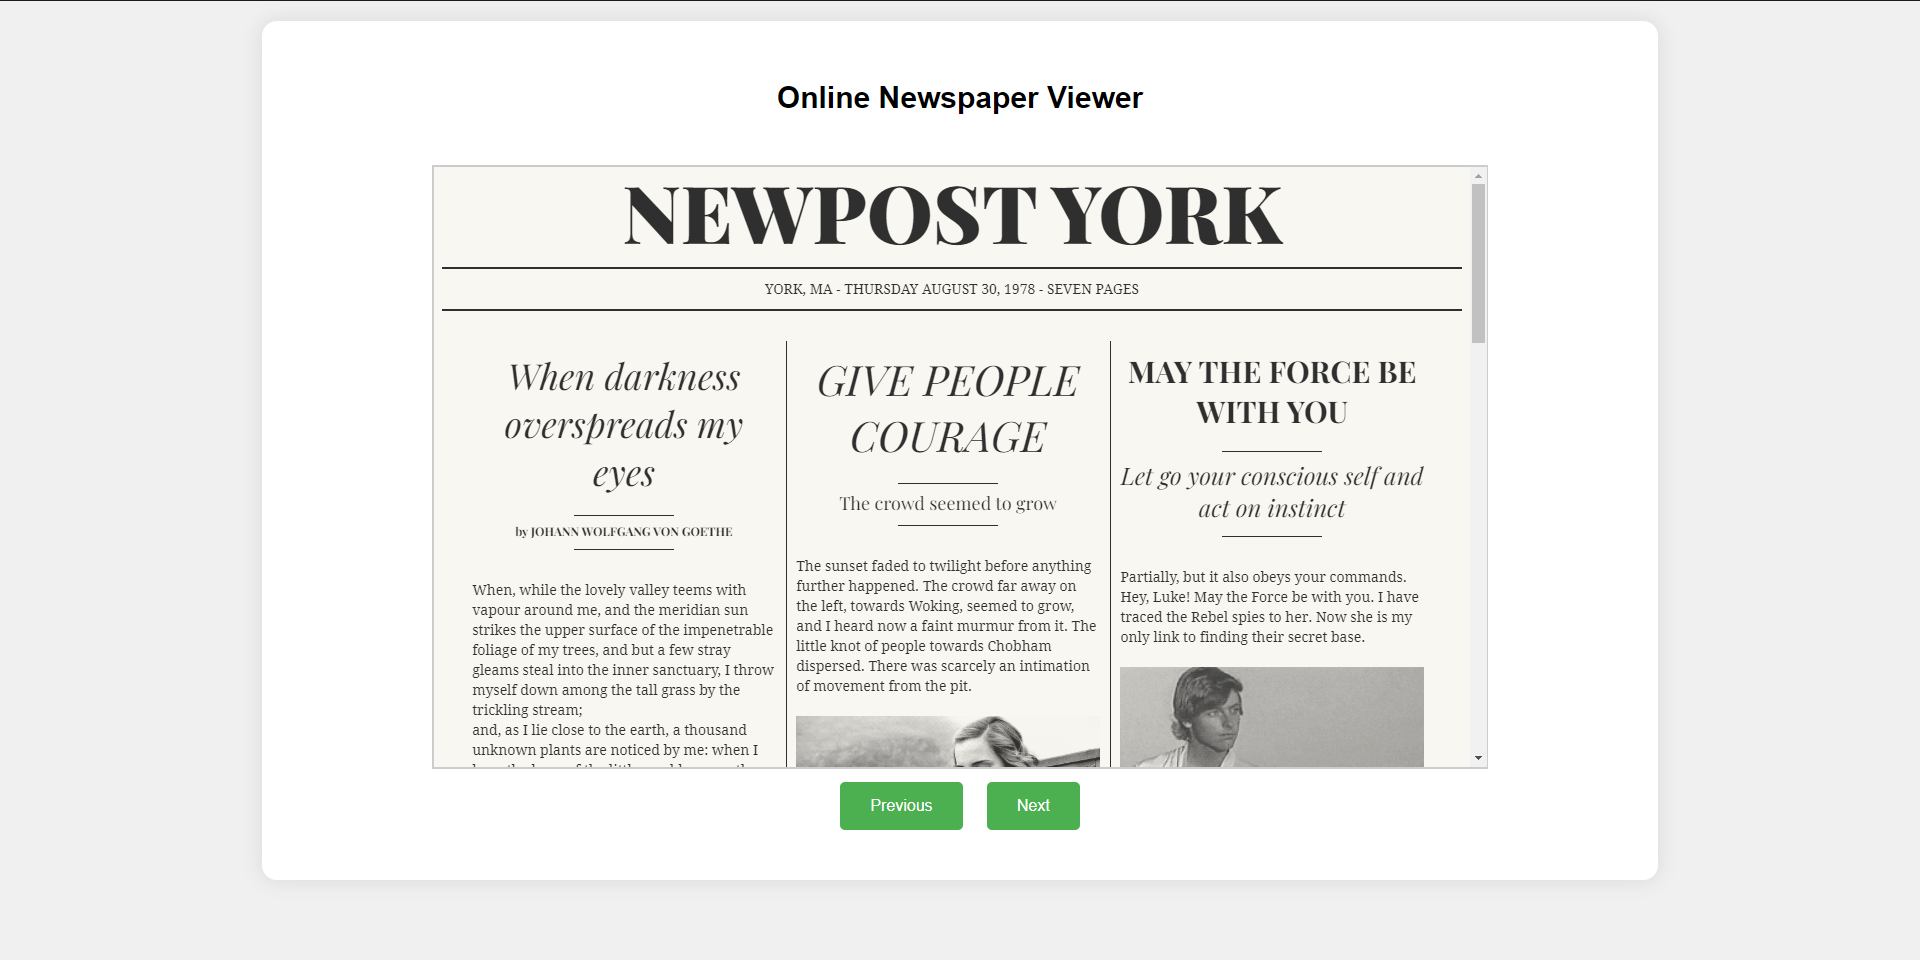 Online Newspaper Viewer
NEWPOST YORK
YORK, MA - THURSDAY AUGUST 30, 1978 - SEVEN PAGES
When darkness
overspreads my
eyes
by JOHANN WOLFGANG VON GOETHE
When, while the lovely valley teems with
vapour around me, and the meridian sun
strikes the upper surface of the impenetrable
foliage of my trees, and but a few stray
gleams steal into the inner sanctuary, I throw
myself down among the tall grass by the
trickling stream;
and, as I lie close to the earth, a thousand
unknown plants are noticed by me: when I
GIVE PEOPLE
COURAGE
The crowd seemed to grow
The sunset faded to twilight before anything
further happened. The crowd far away on
the left, towards Woking, seemed to grow,
and I heard now a faint murmur from it. The
little knot of people towards Chobham
dispersed. There was scarcely an intimation
of movement from the pit.
MAY THE FORCE BE
WITH YOU
Let go your conscious self and
act on instinct
Partially, but it also obeys your commands.
Hey, Luke! May the Force be with you. I have
traced the Rebel spies to her. Now she is my
only link to finding their secret base.
Previous
Next